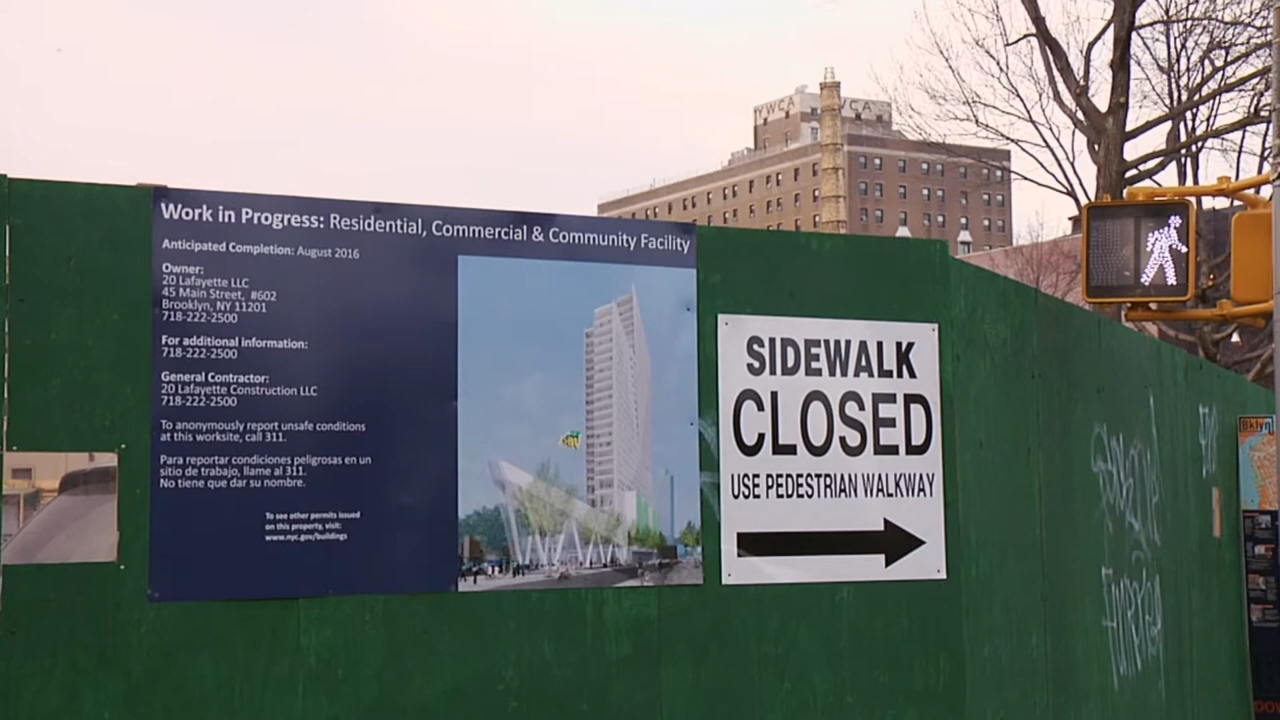 YWCA
YWCA
Work in Progress: Residential, Commercial & Community Facility
Anticipated Completion: August 2016
Owner:
20 Lafayette LLC
45 Main Street, #602
Brooklyn, NY 11201
718-222-2500
For additional information:
718-222-2500
General Contractor:
20 Lafayette Construction LLC
718-222-2500
To anonymously report unsafe conditions
at this worksite, call 311.
Para reportar condiciones peligrosas en un
sitio de trabajo, llame al 311.
No tiene que dar su nombre.
To see other permits issued
on this property, visit:
www.nyc.gov/buildings
SIDEWALK
CLOSED
USE PEDESTRIAN WALKWAY
Bklyn